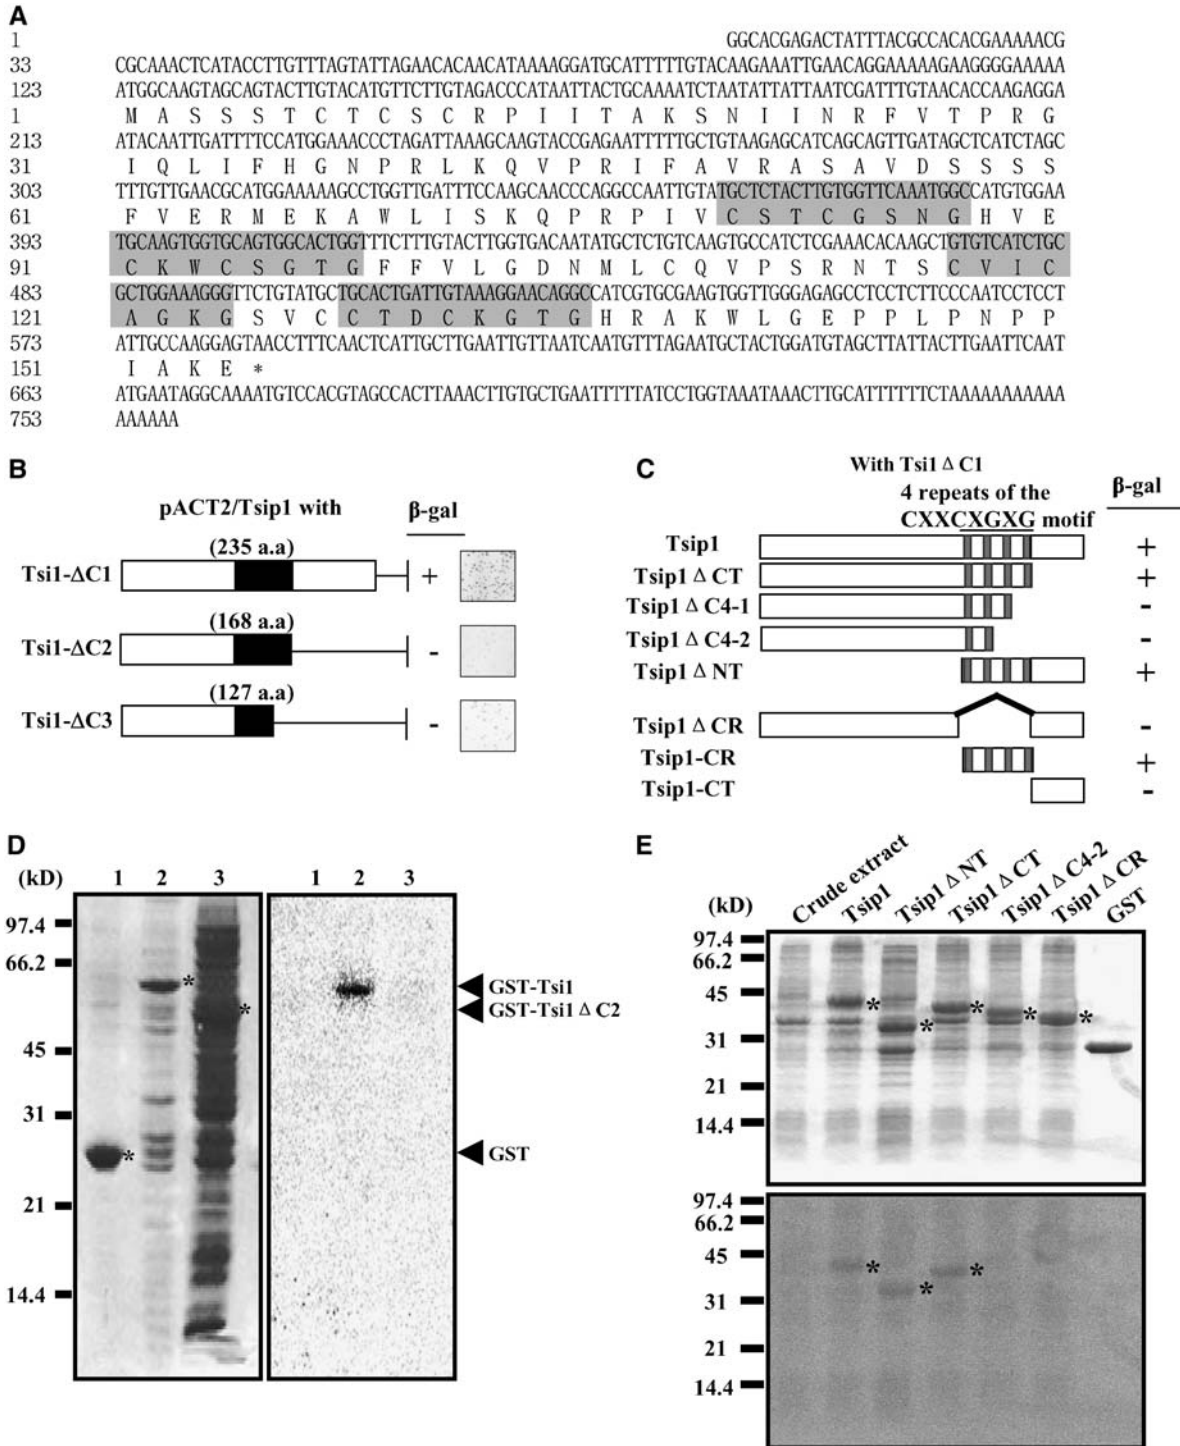 A
1 GGCACGAGACTATTTACGCCACACGAAAAACG
33 CGCAAACTCATACCTTGTTTAGTATTAGAACACAACATAAAAGGATGCATTTTTGTACAAGAAATTGAACAGGAAAAAGAAGGGGAAAAA
123 ATGGCAAGTAGCAGTACTTGTACATGTTCTTGTAGACCCATAATTACTGCAAAATCTAATATTATTAATCGATTTGTAACACCAAGAGGA
1 M A S S S T C T C S C R P I I T A K S N I I N R F V T P R G
213 ATACAATTGATTTTCCATGGAAACCCTAGATTAAAGCAAGTACCGAGAATTTTTGCTGTAAGAGCATCAGCAGTTGATAGCTCATCTAGC
31 I Q L I F H G N P R L K Q V P R I F A V R A S A V D S S S S
303 TTTGTTGAACGCATGGAAAAAGCCTGGTTGATTTCCAAGCAACCCAGGCCAATTGTATGCTCTACTTGTGGTTCAAATGGCCATGTGGAA
61 F V E R M E K A W L I S K Q P R P I V C S T C G S N G H V E
393 TGCAAGTGGTGCAGTGGCACTGGTTTCTTTGTACTTGGTGACAATATGCTCTGTCAAGTGCCATCTCGAAACACAAGCTGTGTCATCTGC
91 C K W C S G T G F F V L G D N M L C Q V P S R N T S C V I C
483 GCTGGAAAGGGTTCTGTATGCTGCACTGATTGTAAAGGAACAGGCCATCGTGCGAAGTGGTTGGGAGAGCCTCCTCTTCCCAATCCTCCT
121 A G K G S V C C T D C K G T G H R A K W L G E P P L P N P P
573 ATTGCCAAGGAGTAACCTTTCAACTCATTGCTTGAATTGTTAATCAATGTTTAGAATGCTACTGGATGTAGCTTATTACTTGAATTCAAT
151 I A K E *
663 ATGAATAGGCAAAATGTCCACGTAGCCACTTAAACTTGTGCTGAATTTTTATCCTGGTAAATAAACTTGCATTTTTTCTAAAAAAAAAAA
753 AAAAAA
B
pACT2/Tsip1 with β-gal
(235 a.a)
Tsi1-ΔC1 +
(168 a.a)
Tsi1-ΔC2 -
(127 a.a)
Tsi1-ΔC3 -
C
With Tsi1 Δ C1
4 repeats of the β-gal
CXXCXGXG motif
Tsip1 +
Tsip1 Δ CT +
Tsip1 Δ C4-1 -
Tsip1 Δ C4-2 -
Tsip1 Δ NT +
Tsip1 Δ CR -
Tsip1-CR +
Tsip1-CT -
D
(kD) 1 2 3 1 2 3
97.4
66.2
* GST-Tsi1
* GST-Tsi1 Δ C2
45
31
* GST
21
14.4
E
(kD) Crude extract Tsip1 Tsip1 Δ NT Tsip1 Δ CT Tsip1 Δ C4-2 Tsip1 Δ CR GST
97.4
66.2
45
* * * * *
31
21
14.4
97.4
66.2
45
* * *
31
21
14.4